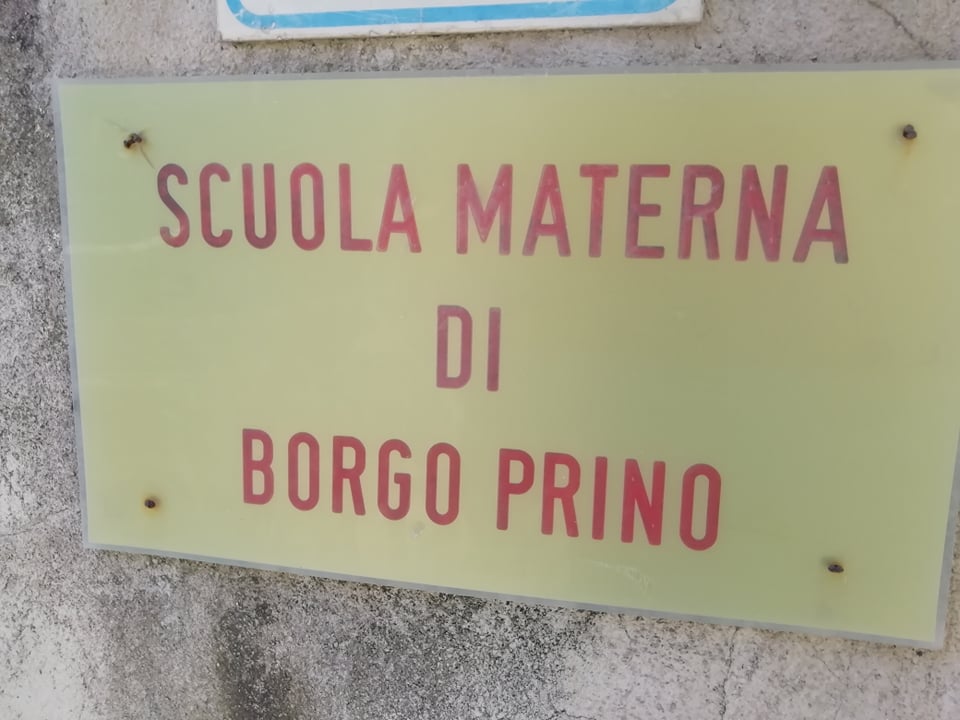 SCUOLA MATERNA
DI
BORGO PRINO